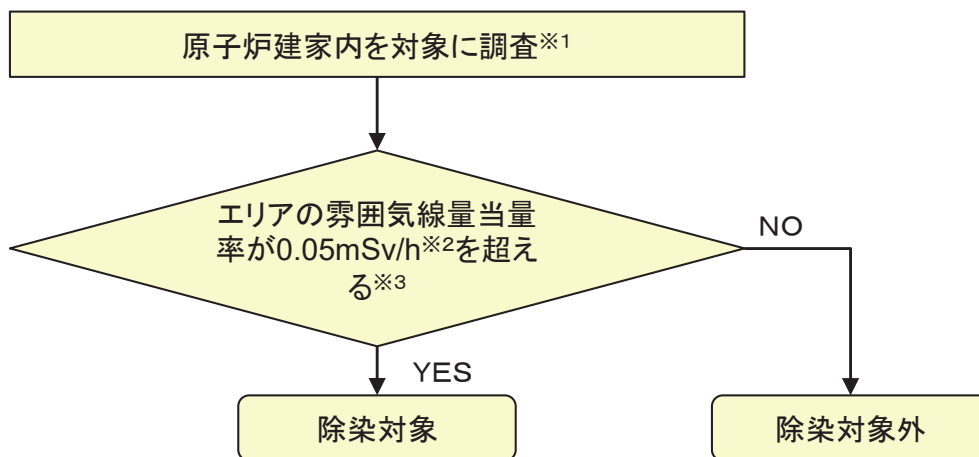 原子炉建家内を対象に調査※1
エリアの雰囲気線量当量
率が0.05mSv/h※2を超え
る※3
NO
YES
除染対象
除染対象外